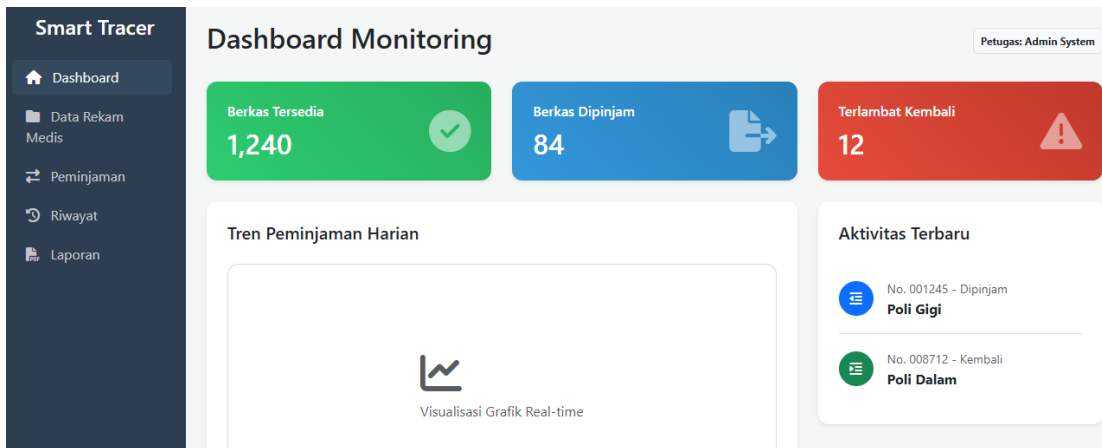 Smart Tracer
Dashboard
Data Rekam
Medis
Peminjaman
Riwayat
Laporan
Dashboard Monitoring
Petugas: Admin System
Berkas Tersedia
1,240
Berkas Dipinjam
84
Terlambat Kembali
12
Tren Peminjaman Harian
Visualisasi Grafik Real-time
Aktivitas Terbaru
No. 001245 - Dipinjam
Poli Gigi
No. 008712 - Kembali
Poli Dalam